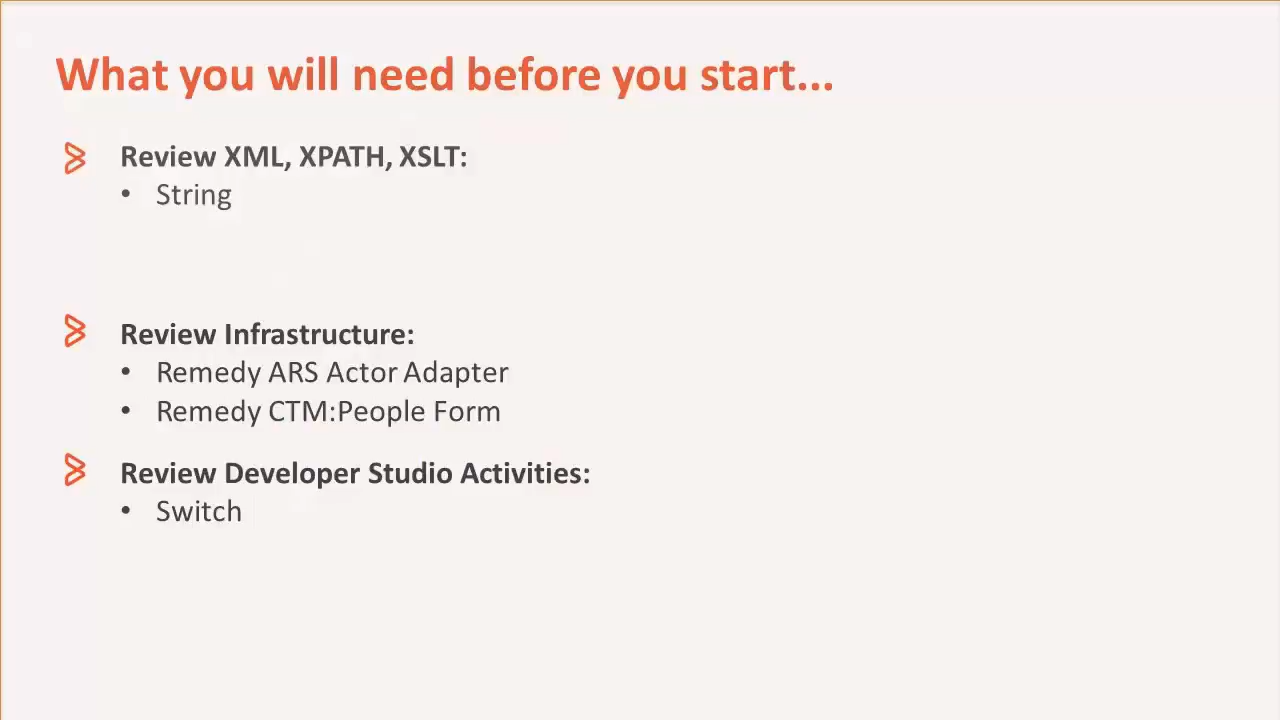 What you will need before you start...
Review XML, XPATH, XSLT:
• String
Review Infrastructure:
• Remedy ARS Actor Adapter
• Remedy CTM:People Form
Review Developer Studio Activities:
• Switch